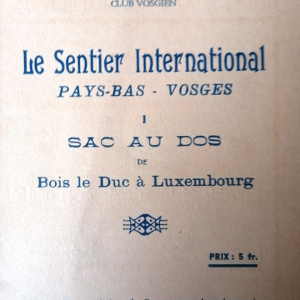 CLUB VOSGIEN
Le Sentier International
PAYS-BAS - VOSGES
I
SAC AU DOS
DE
Bois le Duc à Luxembourg
PRIX : 5 fr.